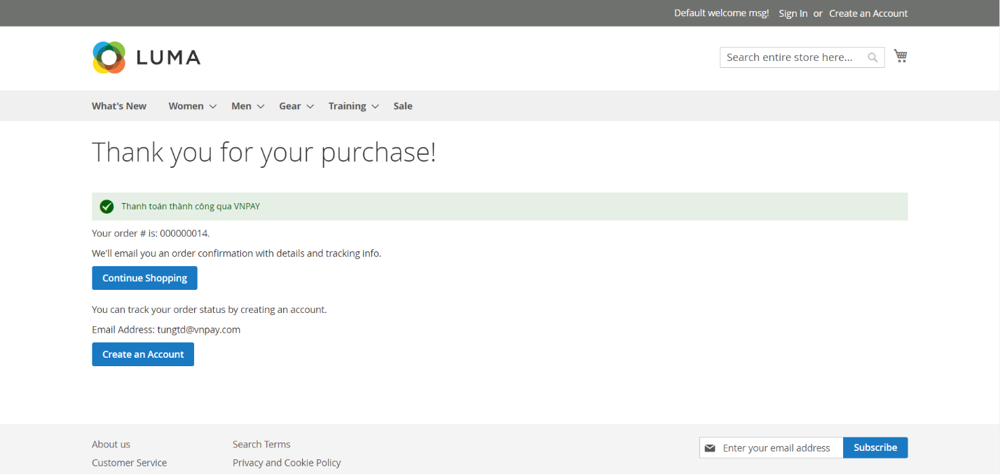 Default welcome msg! Sign In or Create an Account
LUMA
Search entire store here...
What's New Women Men Gear Training Sale
Thank you for your purchase!
Thanh toán thành công qua VNPAY
Your order # is: 000000014.
We'll email you an order confirmation with details and tracking info.
Continue Shopping
You can track your order status by creating an account.
Email Address: tungtd@vnpay.com
Create an Account
About us Search Terms Enter your email address Subscribe
Customer Service Privacy and Cookie Policy